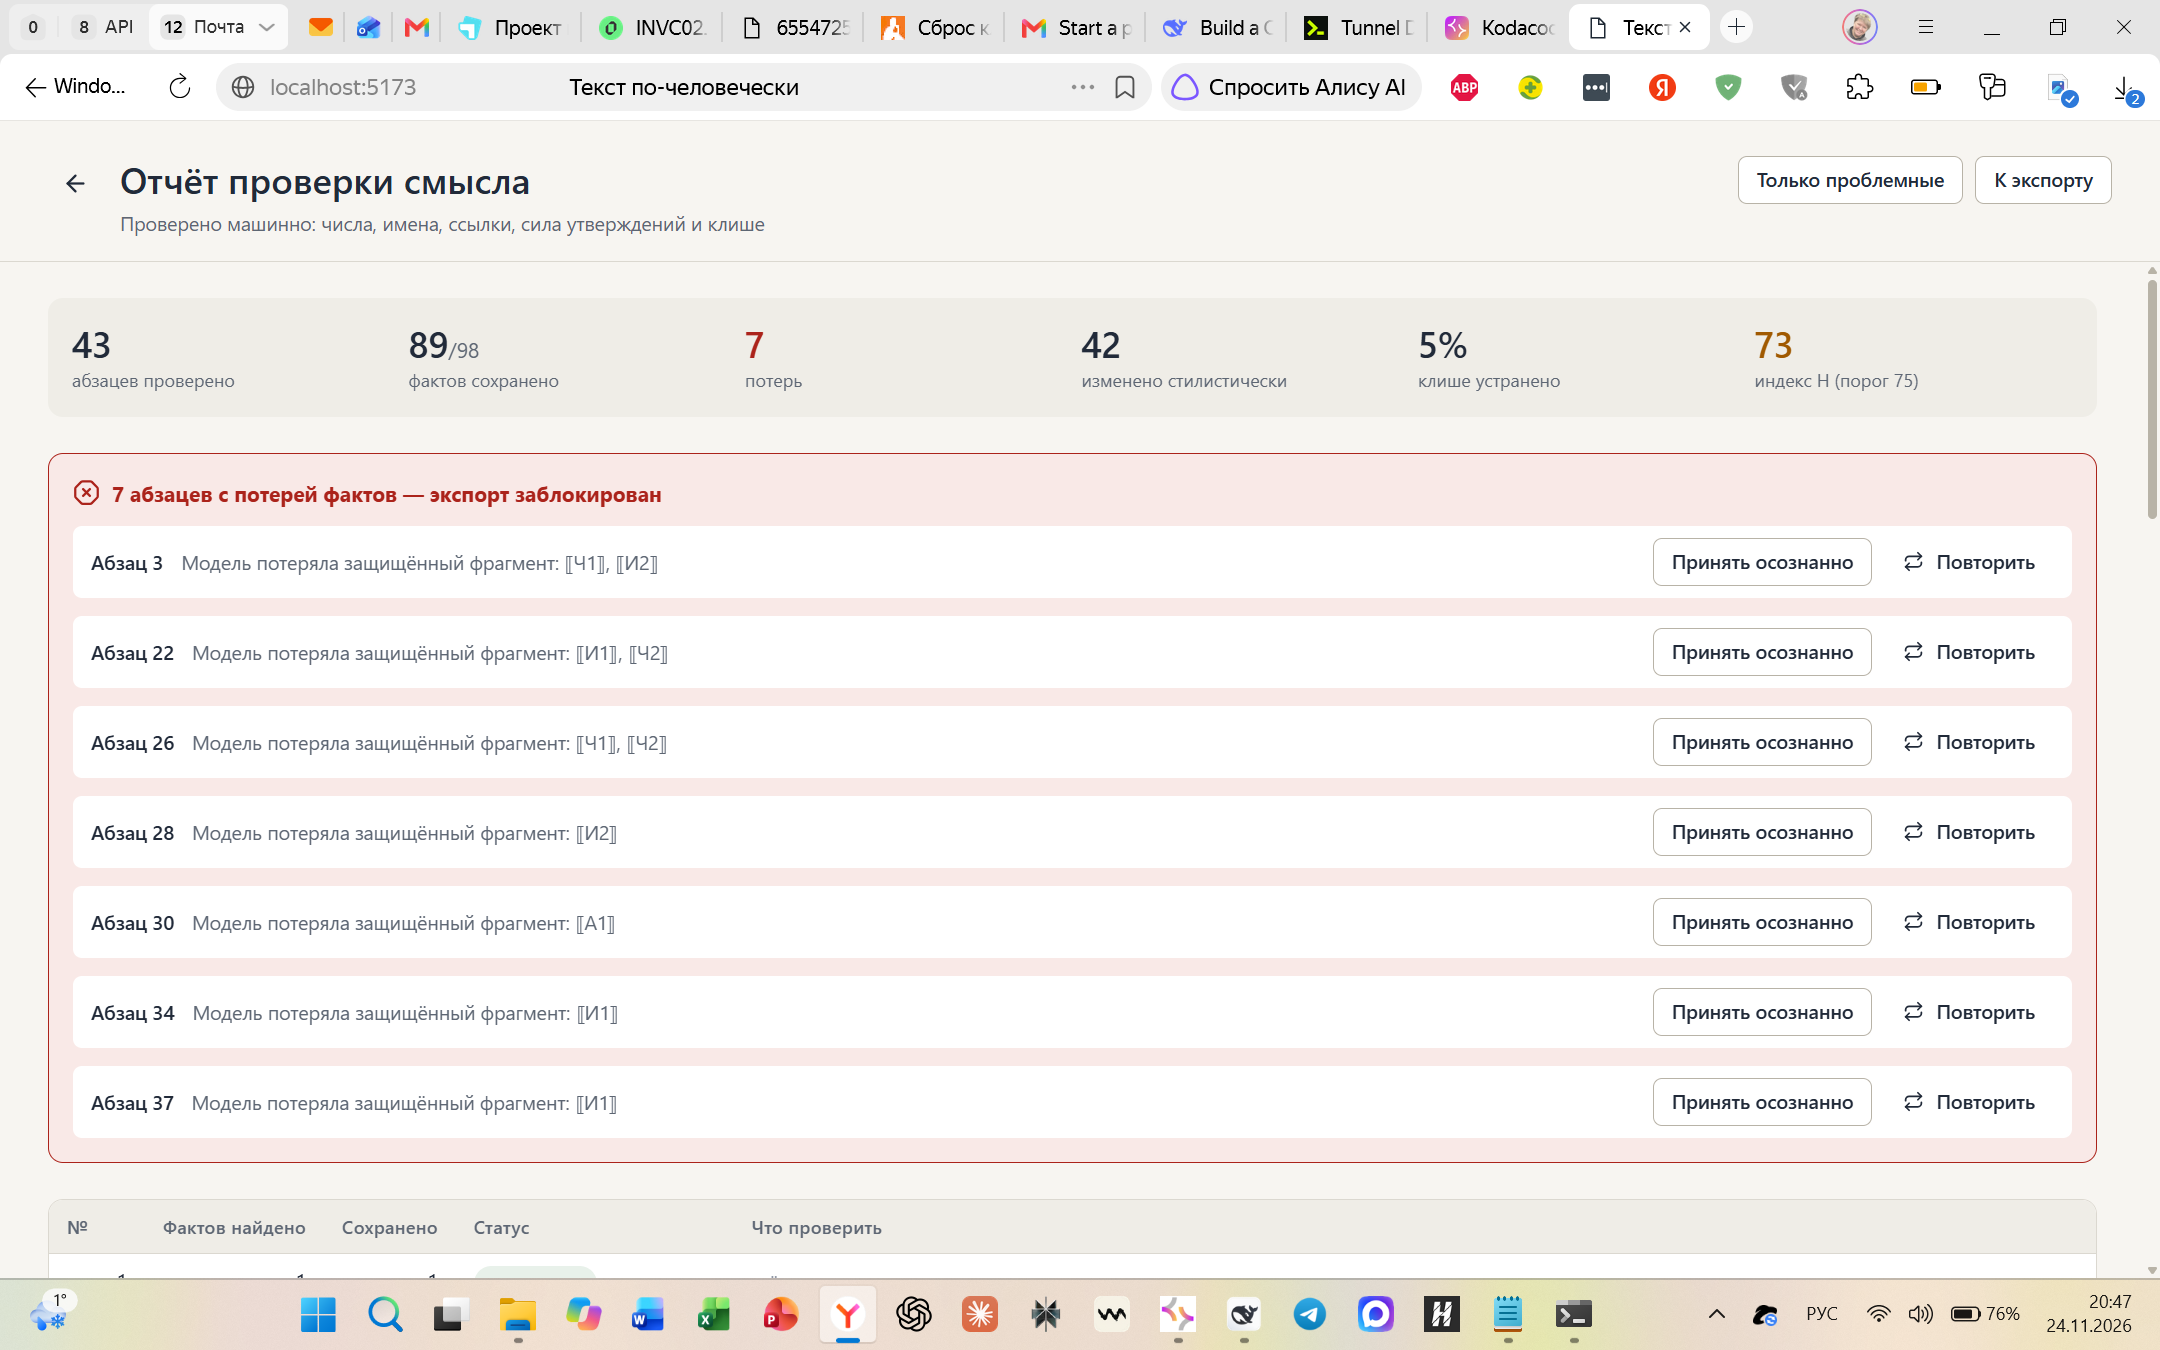 0
8 API
12 Почта
Проект
INVC02.
6554725
Сброс к
Start a p
Build a C
Tunnel D
Kodacoc
Текст
Windo...
localhost:5173
Текст по-человечески
Спросить Алису AI
ABP
Я
2
Отчёт проверки смысла
Проверено машинно: числа, имена, ссылки, сила утверждений и клише
Только проблемные
К экспорту
43
абзацев проверено
89/98
фактов сохранено
7
потерь
42
изменено стилистически
5%
клише устранено
73
индекс H (порог 75)
7 абзацев с потерей фактов — экспорт заблокирован
Абзац 3 Модель потеряла защищённый фрагмент: ⟦Ч1⟧, ⟦И2⟧ Принять осознанно Повторить
Абзац 22 Модель потеряла защищённый фрагмент: ⟦И1⟧, ⟦Ч2⟧ Принять осознанно Повторить
Абзац 26 Модель потеряла защищённый фрагмент: ⟦Ч1⟧, ⟦Ч2⟧ Принять осознанно Повторить
Абзац 28 Модель потеряла защищённый фрагмент: ⟦И2⟧ Принять осознанно Повторить
Абзац 30 Модель потеряла защищённый фрагмент: ⟦А1⟧ Принять осознанно Повторить
Абзац 34 Модель потеряла защищённый фрагмент: ⟦И1⟧ Принять осознанно Повторить
Абзац 37 Модель потеряла защищённый фрагмент: ⟦И1⟧ Принять осознанно Повторить
№ Фактов найдено Сохранено Статус Что проверить
1°
РУС
76%
20:47
24.11.2026